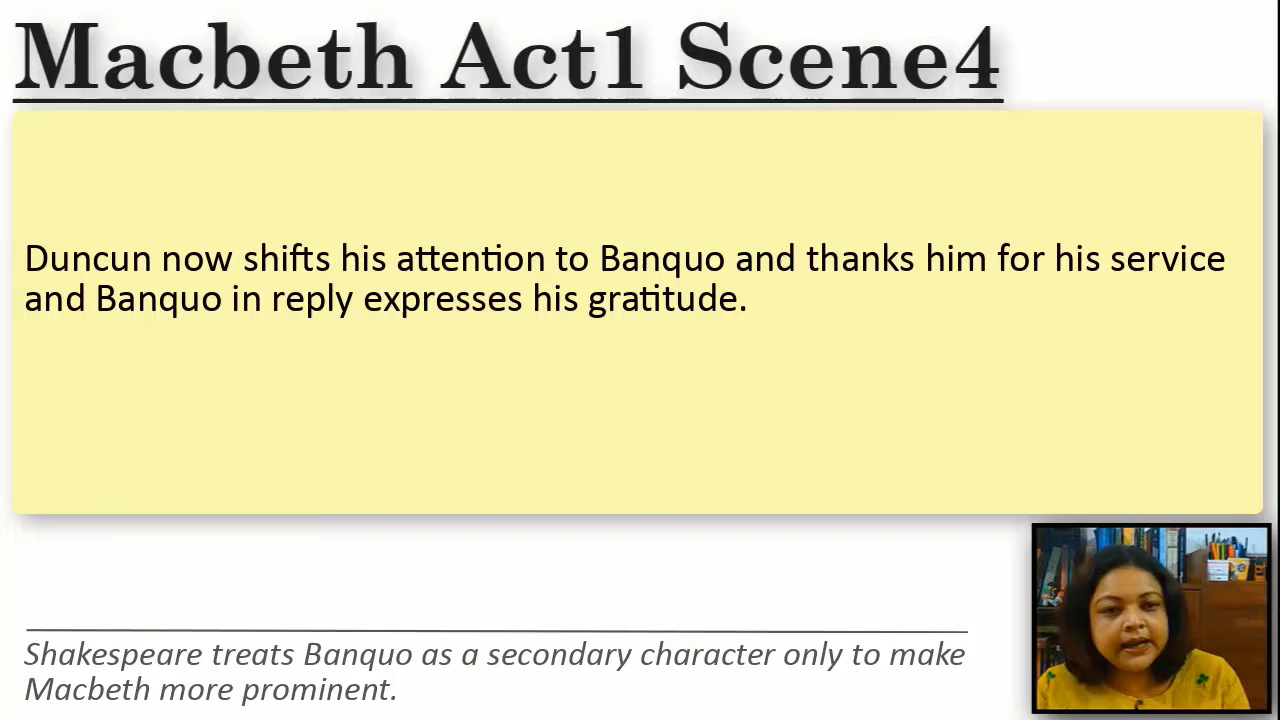 Macbeth Act1 Scene4
Duncun now shifts his attention to Banquo and thanks him for his service
and Banquo in reply expresses his gratitude.
Shakespeare treats Banquo as a secondary character only to make
Macbeth more prominent.